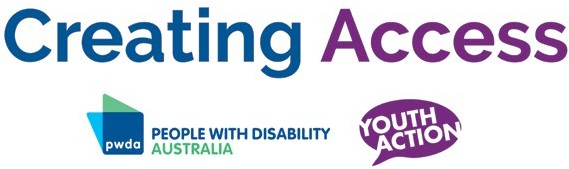 Creating Access
pwda
PEOPLE WITH DISABILITY
AUSTRALIA
YOUTH
ACTION